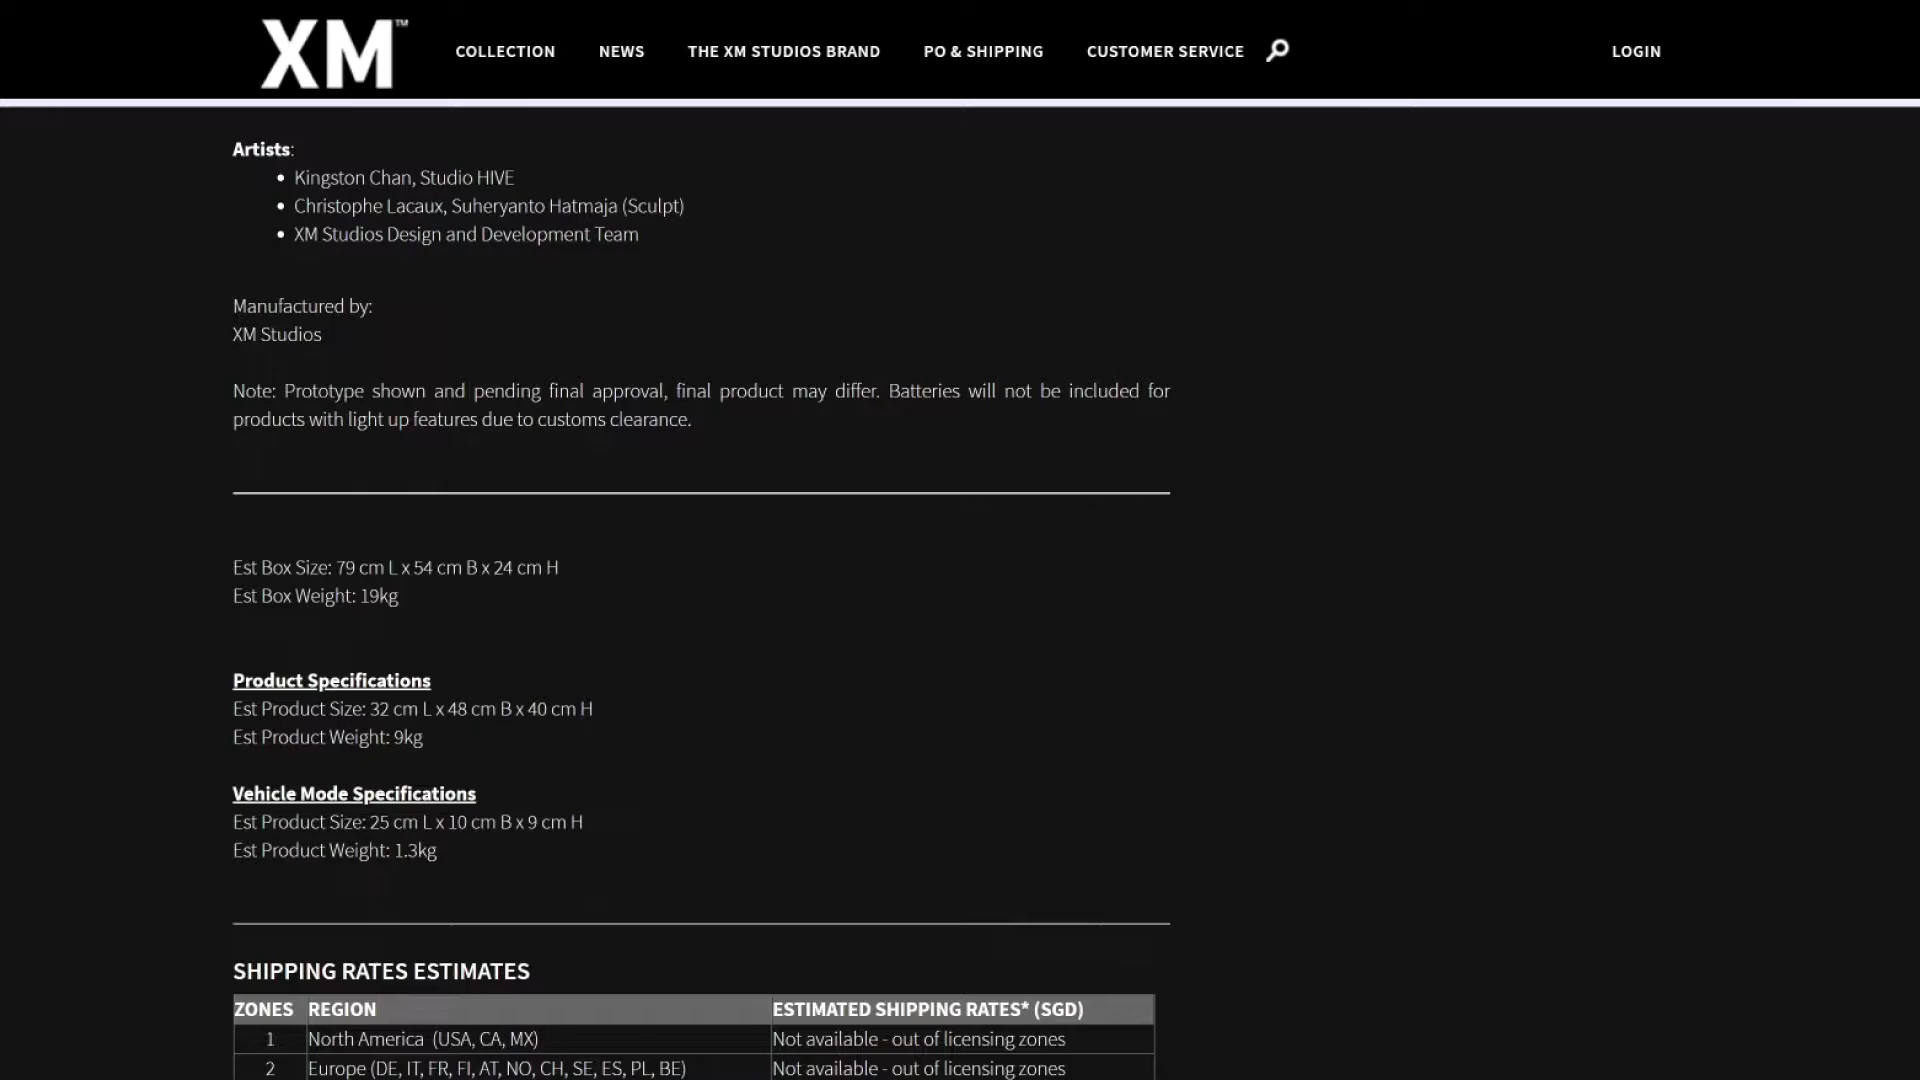 XM™
COLLECTION NEWS THE XM STUDIOS BRAND PO & SHIPPING CUSTOMER SERVICE LOGIN
Artists:
• Kingston Chan, Studio HIVE
• Christophe Lacaux, Suheryanto Hatmaja (Sculpt)
• XM Studios Design and Development Team
Manufactured by:
XM Studios
Note: Prototype shown and pending final approval, final product may differ. Batteries will not be included for
products with light up features due to customs clearance.
Est Box Size: 79 cm L x 54 cm B x 24 cm H
Est Box Weight: 19kg
Product Specifications
Est Product Size: 32 cm L x 48 cm B x 40 cm H
Est Product Weight: 9kg
Vehicle Mode Specifications
Est Product Size: 25 cm L x 10 cm B x 9 cm H
Est Product Weight: 1.3kg
SHIPPING RATES ESTIMATES
ZONES REGION ESTIMATED SHIPPING RATES* (SGD)
1 North America (USA, CA, MX) Not available - out of licensing zones
2 Europe (DE, IT, FR, FI, AT, NO, CH, SE, ES, PL, BE) Not available - out of licensing zones